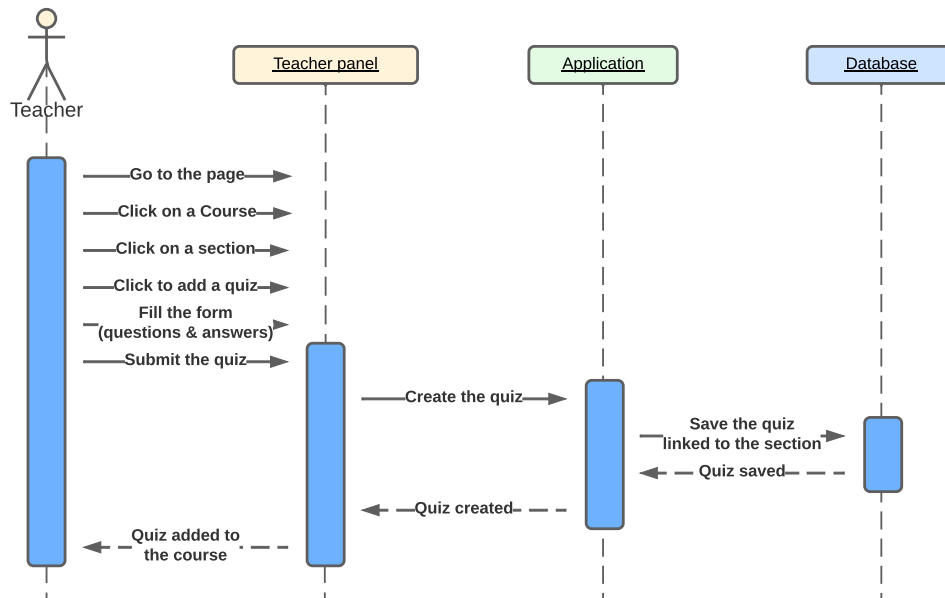 Teacher
Teacher panel
Application
Database
Go to the page
Click on a Course
Click on a section
Click to add a quiz
Fill the form
(questions & answers)
Submit the quiz
Create the quiz
Save the quiz
linked to the section
Quiz saved
Quiz created
Quiz added to
the course